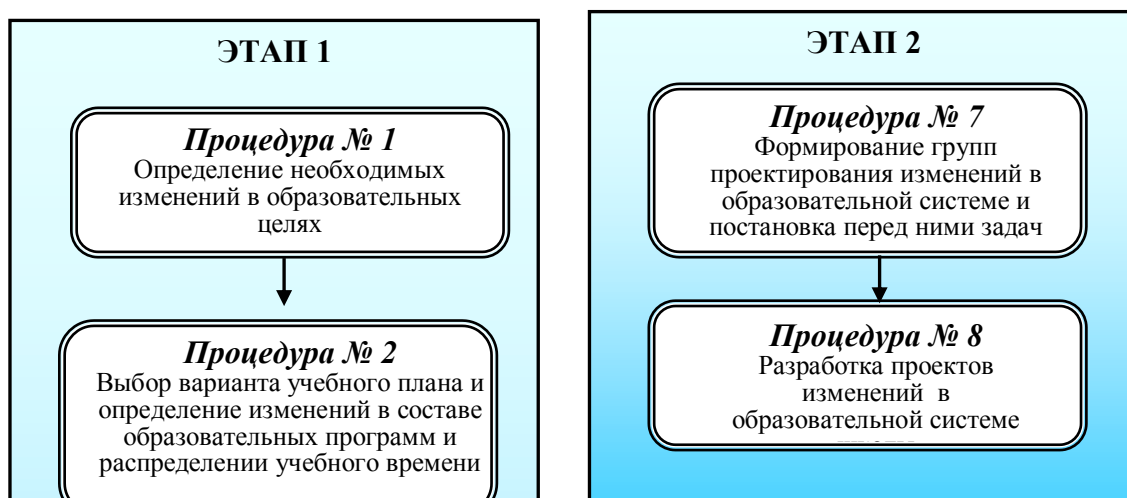 ЭТАП 1
Процедура № 1
Определение необходимых
изменений в образовательных
целях
Процедура № 2
Выбор варианта учебного плана и
определение изменений в составе
образовательных программ и
распределении учебного времени
ЭТАП 2
Процедура № 7
Формирование групп
проектирования изменений в
образовательной системе и
постановка перед ними задач
Процедура № 8
Разработка проектов
изменений в
образовательной системе